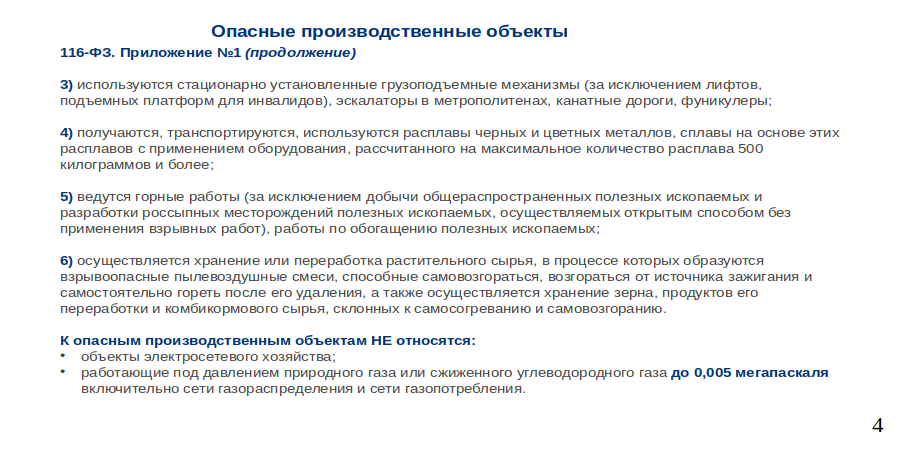 Опасные производственные объекты
116-ФЗ. Приложение №1 (продолжение)
3) используются стационарно установленные грузоподъемные механизмы (за исключением лифтов,
подъемных платформ для инвалидов), эскалаторы в метрополитенах, канатные дороги, фуникулеры;
4) получаются, транспортируются, используются расплавы черных и цветных металлов, сплавы на основе этих
расплавов с применением оборудования, рассчитанного на максимальное количество расплава 500
килограммов и более;
5) ведутся горные работы (за исключением добычи общераспространенных полезных ископаемых и
разработки россыпных месторождений полезных ископаемых, осуществляемых открытым способом без
применения взрывных работ), работы по обогащению полезных ископаемых;
6) осуществляется хранение или переработка растительного сырья, в процессе которых образуются
взрывоопасные пылевоздушные смеси, способные самовозгораться, возгораться от источника зажигания и
самостоятельно гореть после его удаления, а также осуществляется хранение зерна, продуктов его
переработки и комбикормового сырья, склонных к самосогреванию и самовозгоранию.
К опасным производственным объектам НЕ относятся:
• объекты электросетевого хозяйства;
• работающие под давлением природного газа или сжиженного углеводородного газа до 0,005 мегапаскаля
включительно сети газораспределения и сети газопотребления.
4